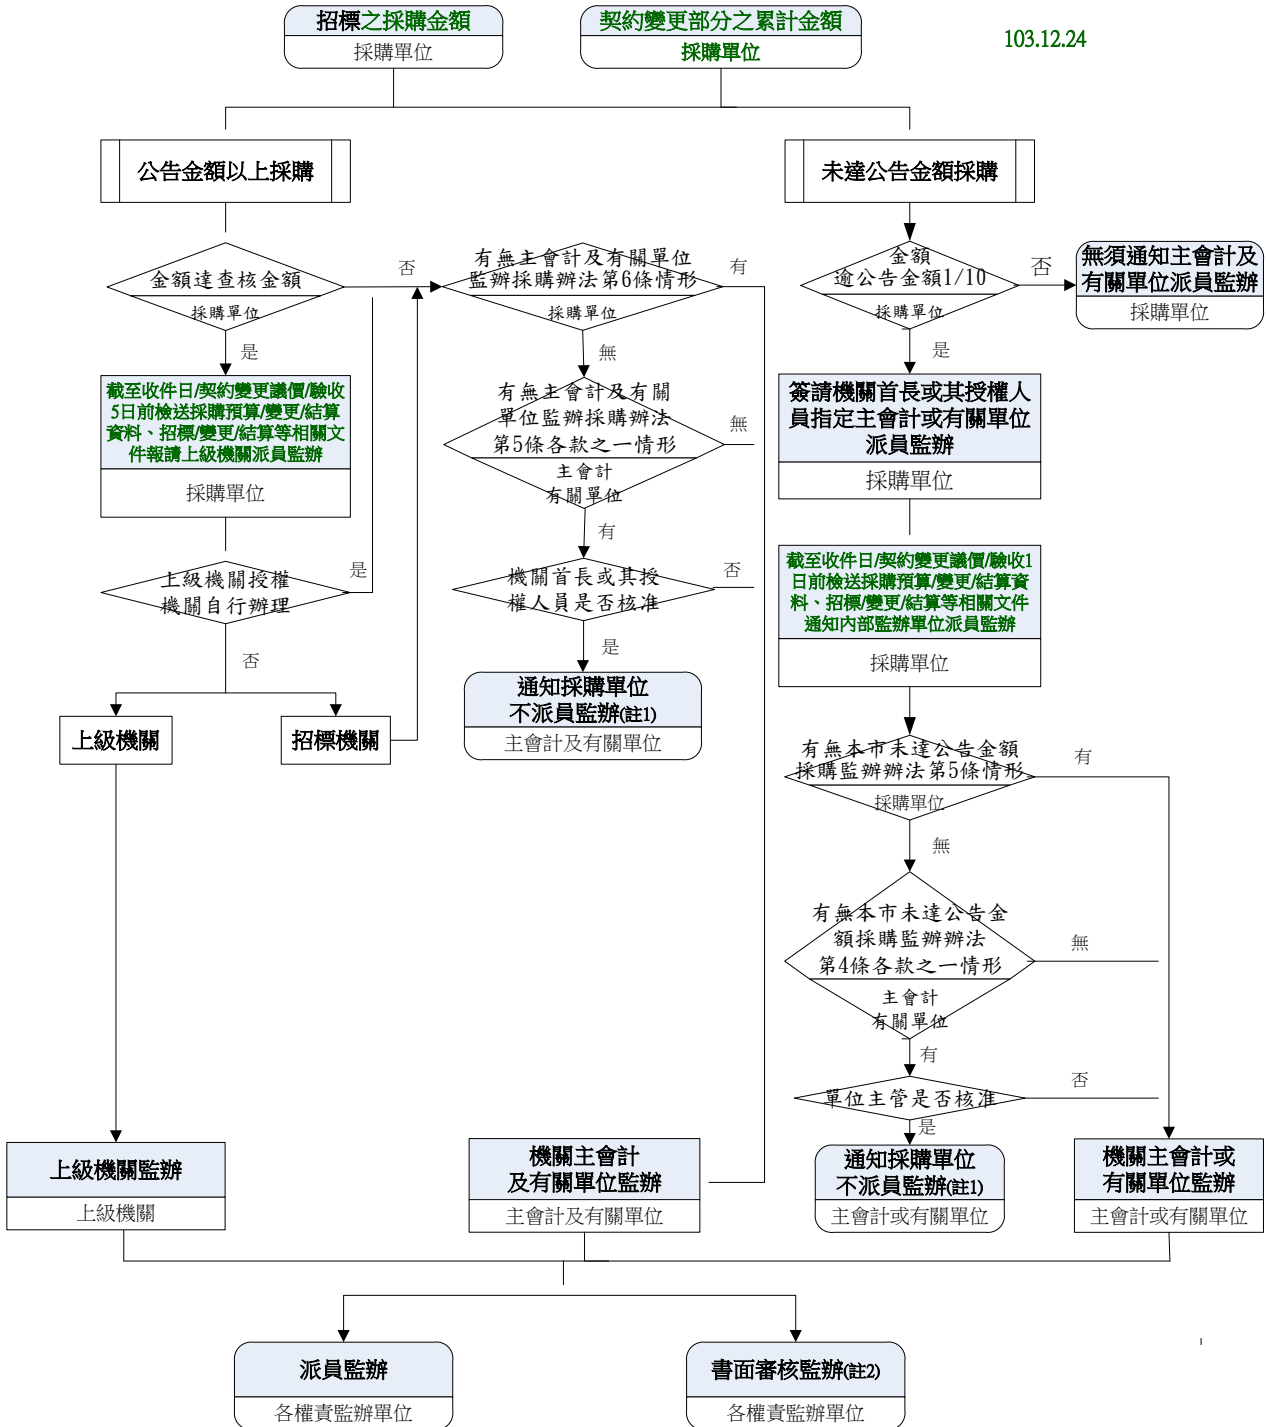 招標之採購金額
採購單位
契約變更部分之累計金額
採購單位
103.12.24
公告金額以上採購
未達公告金額採購
金額達查核金額
採購單位
否
是
有無主會計及有關單位
監辦採購辦法第6條情形
採購單位
有
無
金額
逾公告金額1/10
採購單位
否
是
無須通知主會計及
有關單位派員監辦
採購單位
截至收件日/契約變更議價/驗收
5日前檢送採購預算/變更/結算
資料、招標/變更/結算等相關文
件報請上級機關派員監辦
採購單位
有無主會計及有關
單位監辦採購辦法
第5條各款之一情形
主會計
有關單位
無
有
簽請機關首長或其授權人
員指定主會計或有關單位
派員監辦
採購單位
上級機關授權
機關自行辦理
是
否
機關首長或其授
權人員是否核准
否
是
截至收件日/契約變更議價/驗收1
日前檢送採購預算/變更/結算資
料、招標/變更/結算等相關文件
通知內部監辦單位派員監辦
採購單位
上級機關
招標機關
通知採購單位
不派員監辦(註1)
主會計及有關單位
有無本市未達公告金額
採購監辦辦法第5條情形
採購單位
有
無
有無本市未達公告金
額採購監辦辦法
第4條各款之一情形
主會計
有關單位
無
有
單位主管是否核准
否
是
上級機關監辦
上級機關
機關主會計
及有關單位監辦
主會計及有關單位
通知採購單位
不派員監辦(註1)
主會計或有關單位
機關主會計或
有關單位監辦
主會計或有關單位
派員監辦
各權責監辦單位
書面審核監辦(註2)
各權責監辦單位